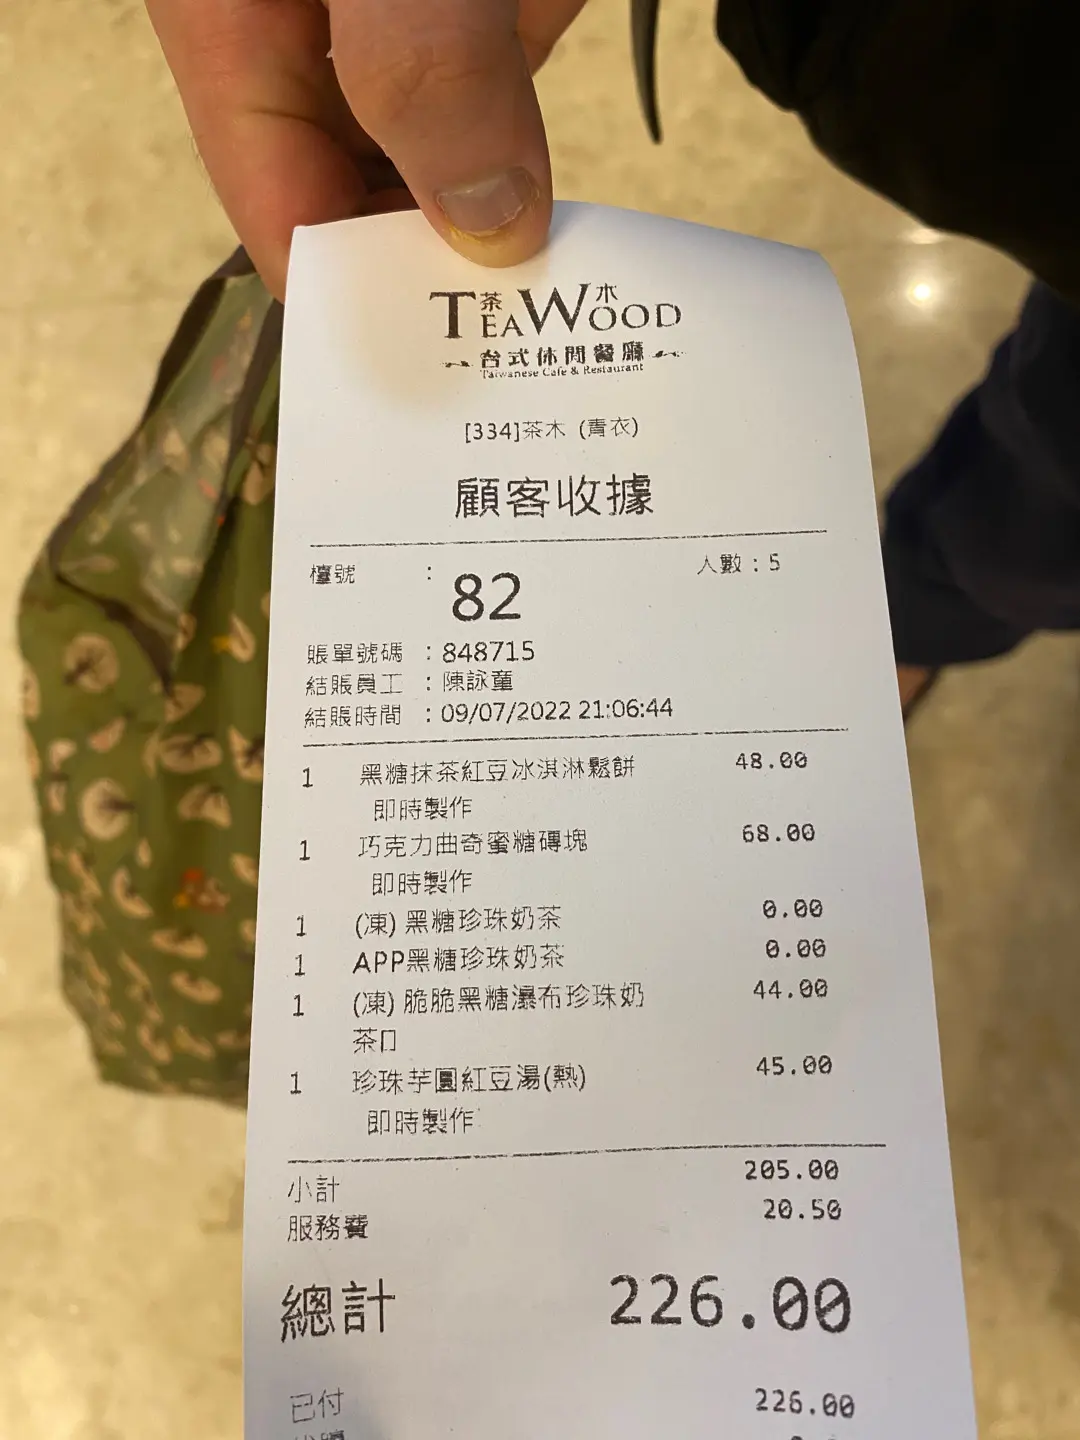 茶 木
TEAWOOD
台式休閒餐廳
Taiwanese Cafe & Restaurant
[334]茶木 (青衣)
顧客收據
檯號 : 82 人數 : 5
賬單號碼 : 848715
結賬員工 : 陳詠童
結賬時間 : 09/07/2022 21:06:44
1 黑糖抹茶紅豆冰淇淋鬆餅 48.00
即時製作
1 巧克力曲奇蜜糖磚塊 68.00
即時製作
1 (凍) 黑糖珍珠奶茶 0.00
1 APP黑糖珍珠奶茶 0.00
1 (凍) 脆脆黑糖瀑布珍珠奶 44.00
茶口
1 珍珠芋圓紅豆湯(熱) 45.00
即時製作
小計 205.00
服務費 20.50
總計 226.00
已付 226.00